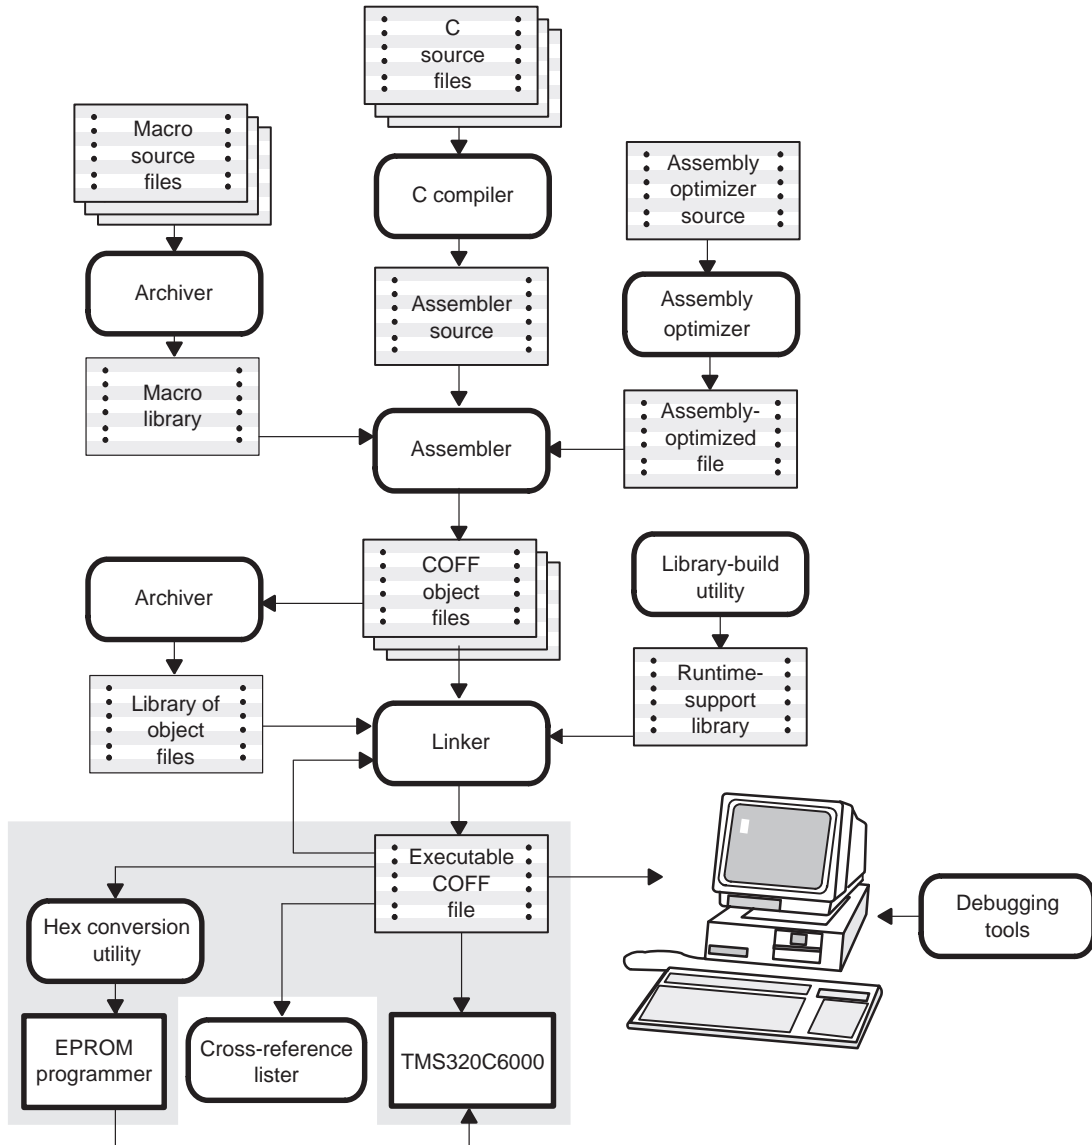 C
source
files
Macro
source
files
C compiler
Assembly
optimizer
source
Archiver
Assembler
source
Assembly
optimizer
Macro
library
Assembler
Assembly-
optimized
file
Archiver
COFF
object
files
Library-build
utility
Library of
object
files
Linker
Runtime-
support
library
Executable
COFF
file
Hex conversion
utility
Debugging
tools
EPROM
programmer
Cross-reference
lister
TMS320C6000